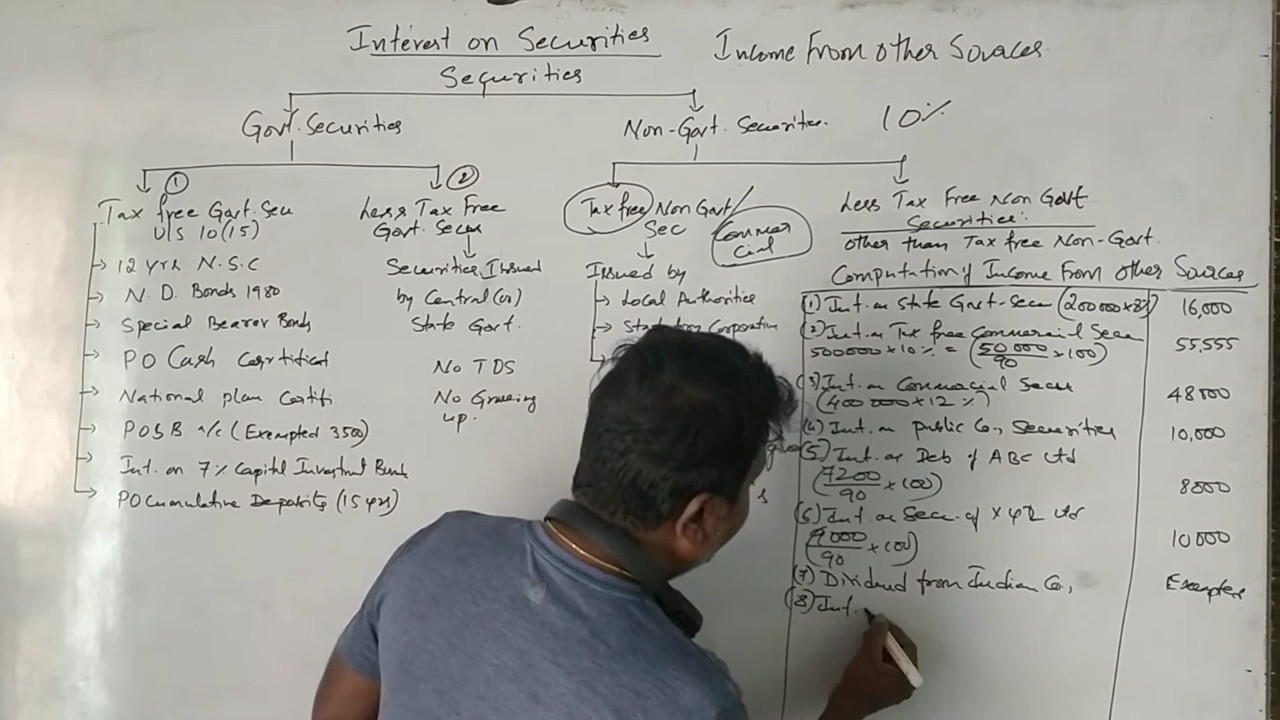 Interest on Securities
Income From other Sources
Securities
Govt. Securities
Non-Govt. Securities.
10%
①
②
Tax free Govt. Sec
U/S 10(15)
→ 12 yrs N.S.C
→ N. D. Bonds 1980
→ Special Bearer Bonds
→ PO Cash Certificat
→ National plan Certifi
→ POSB a/c (Exempted 3500)
→ Int. on 7% Capital Invest Bonds
→ PO Cumulative Deposits (15 yrs)
Less Tax Free
Govt. Secu
Securities Issued
by Central (or)
State Govt.
No TDS
No Grossing
up.
Tax free Non Govt/
Sec
Commer
cial
Issued by
→ Local Authorities
→ Corporation
Less Tax Free Non Govt
Securities:
other than Tax free Non-Govt.
Computation of Income From Other Sources
(1) Int. on State Govt-Secu (200000 x 8%) 16,000
(2) Int. on Tax free Commercial Secu
500000 x 10% = (50000/90 x 100) 55,555
(3) Int. on Commercial Secu
(400000 x 12%) 48000
(4) Int. on public Co, Securities 10,000
(5) Int. on Deb of ABC Ltd
(7200/90 x 100) 8000
(6) Int. on Secu. of XYZ Ltd
(9000/90 x 100) 10000
(7) Dividend from Indian Co, Exempted
(8) Int.